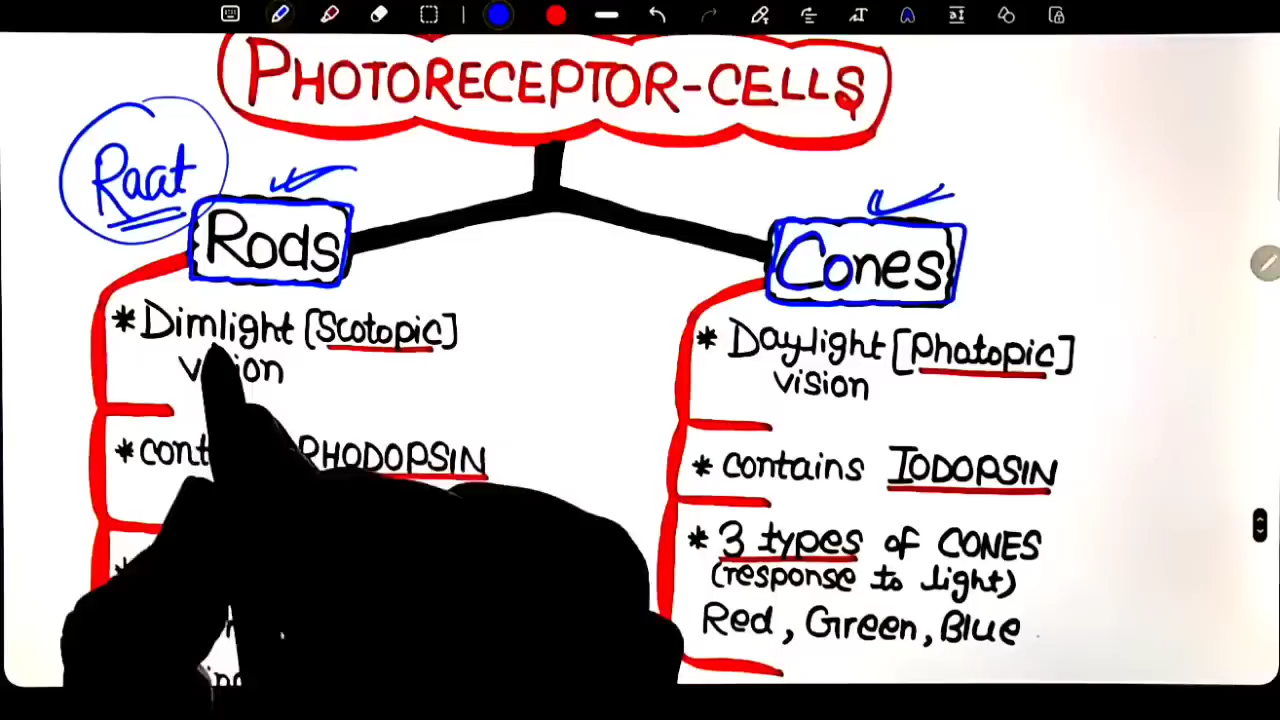 PHOTORECEPTOR-CELLS
Raat
Rods
* Dimlight [Scotopic]
vision
* RHODOPSIN
*
Cones
* Daylight [Photopic]
vision
* contains IODOPSIN
* 3 types of CONES
(response to light)
Red, Green, Blue